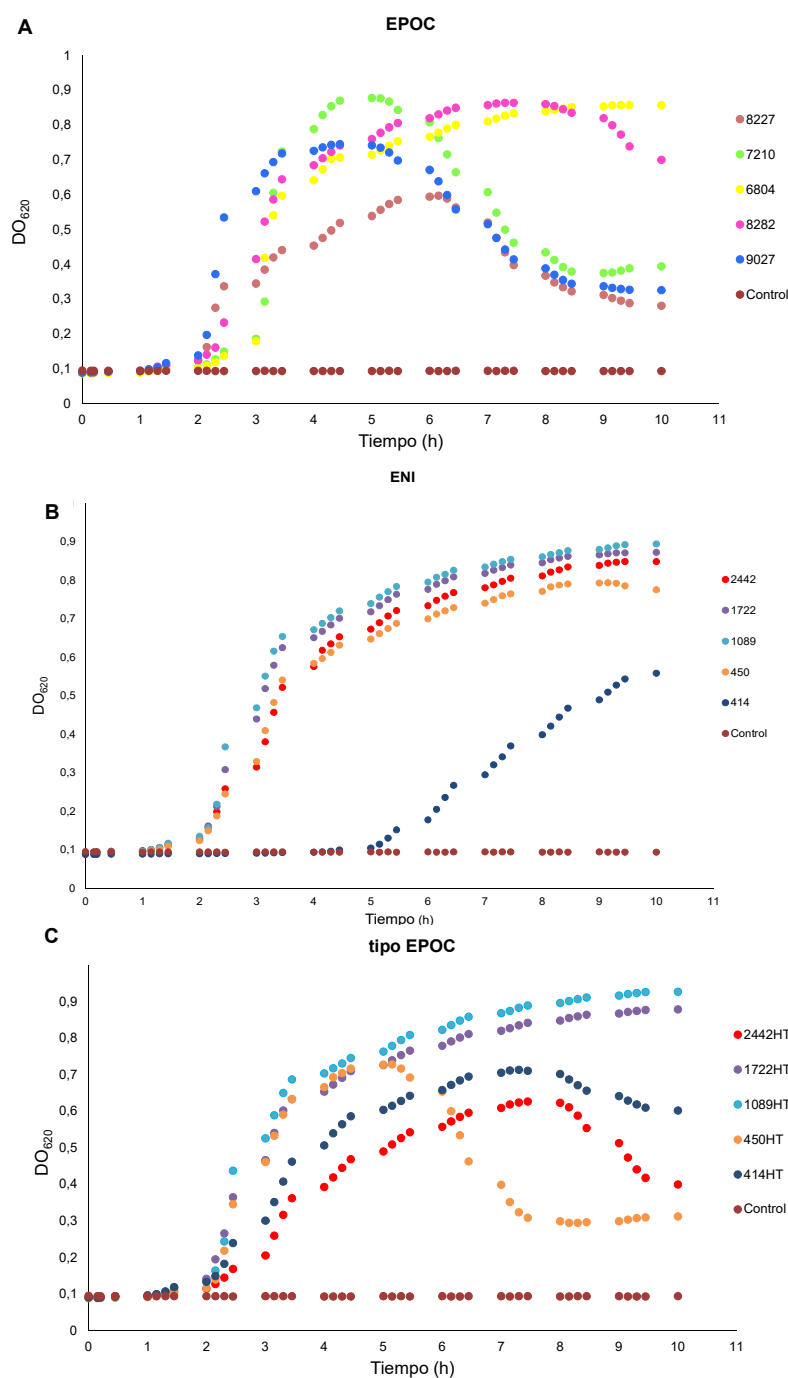 A
EPOC
1
0,9
0,8
0,7
0,6
0,5
0,4
0,3
0,2
0,1
0
DO620
0 1 2 3 4 5 6 7 8 9 10 11
Tiempo (h)
8227
7210
6804
8282
9027
Control
ENI
B
0,9
0,8
0,7
0,6
0,5
0,4
0,3
0,2
0,1
0
DO620
0 1 2 3 4 5 6 7 8 9 10 11
Tiempo (h)
2442
1722
1089
450
414
Control
C
tipo EPOC
0,9
0,8
0,7
0,6
0,5
0,4
0,3
0,2
0,1
0
DO620
0 1 2 3 4 5 6 7 8 9 10 11
Tiempo (h)
2442HT
1722HT
1089HT
450HT
414HT
Control